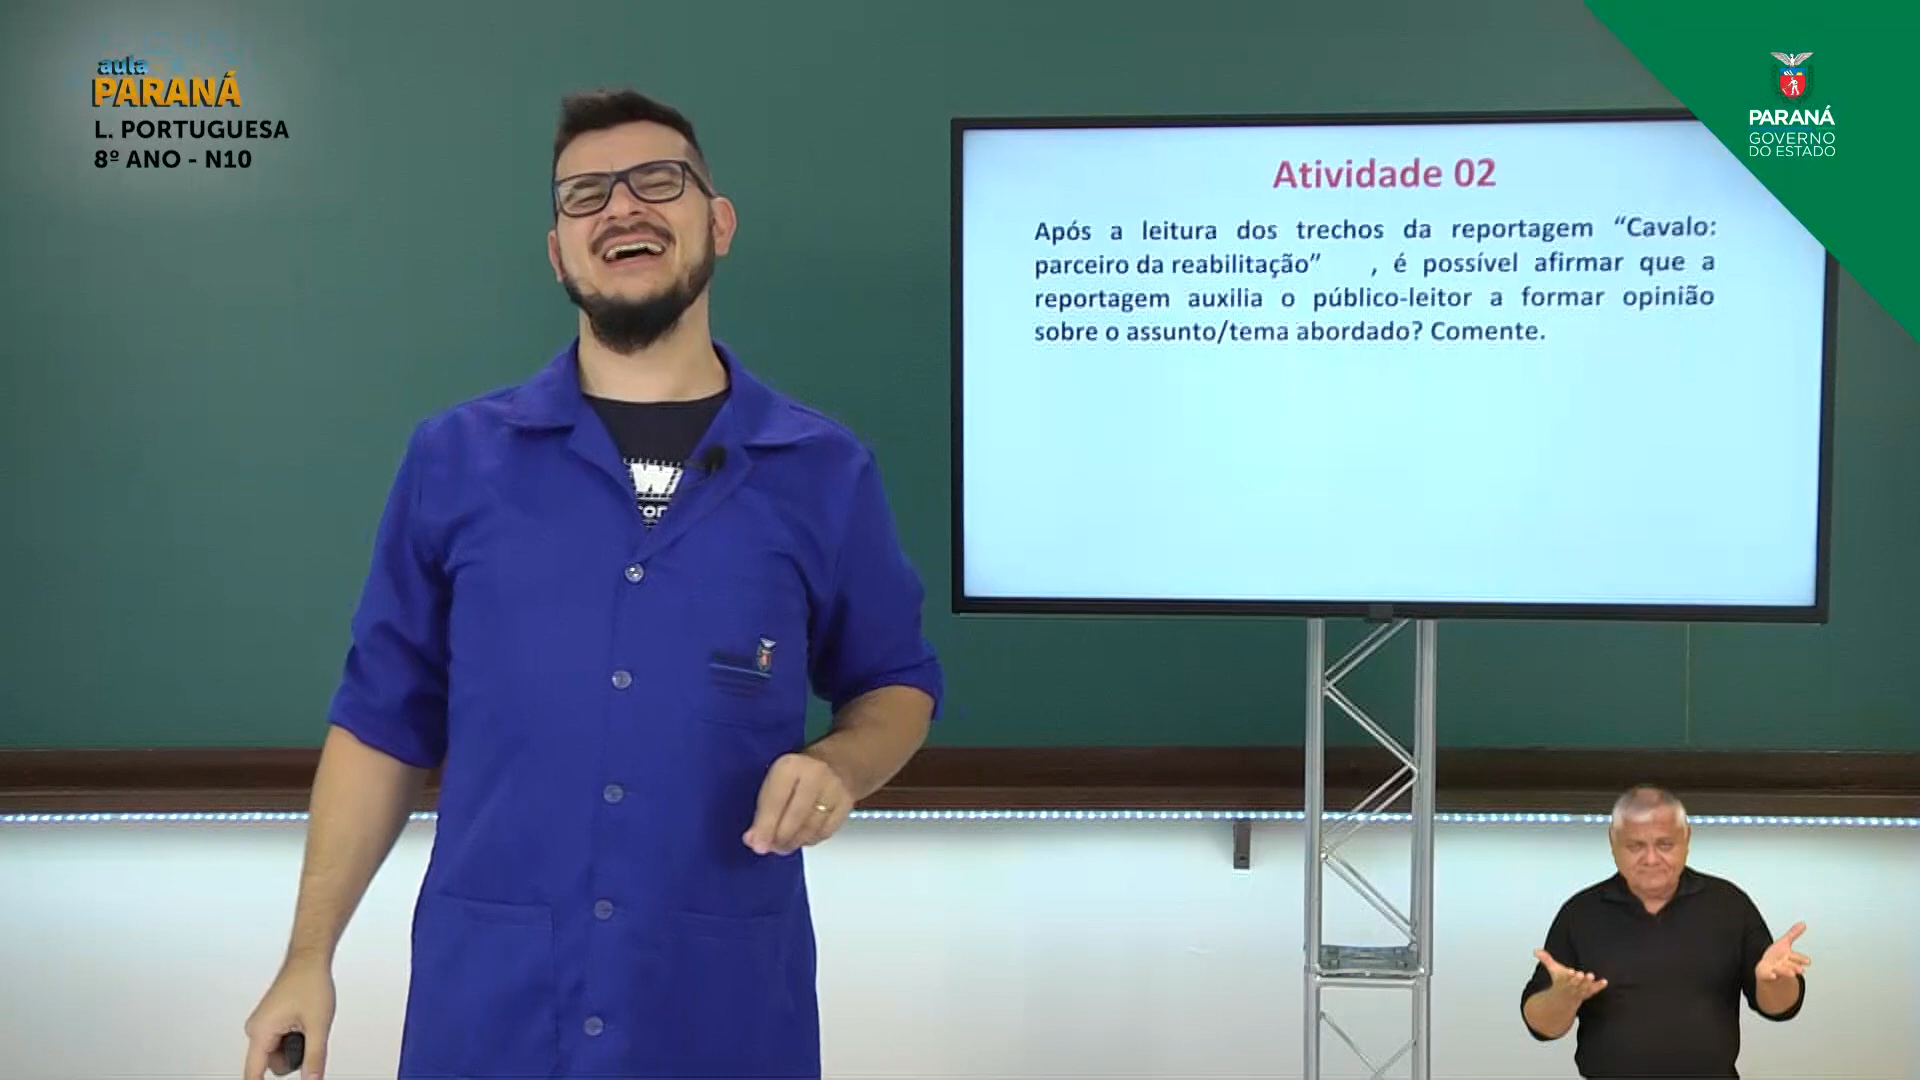 aula
PARANÁ
L. PORTUGUESA
8º ANO - N10
PARANÁ
GOVERNO
DO ESTADO
Atividade 02
Após a leitura dos trechos da reportagem “Cavalo:
parceiro da reabilitação” , é possível afirmar que a
reportagem auxilia o público-leitor a formar opinião
sobre o assunto/tema abordado? Comente.
W